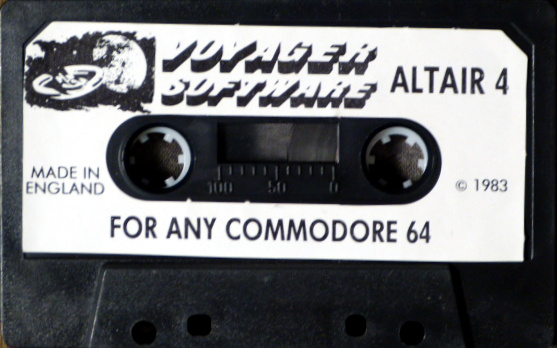 VOYAGER
SOFTWARE
ALTAIR 4
MADE IN
ENGLAND
100 50 0
© 1983
FOR ANY COMMODORE 64